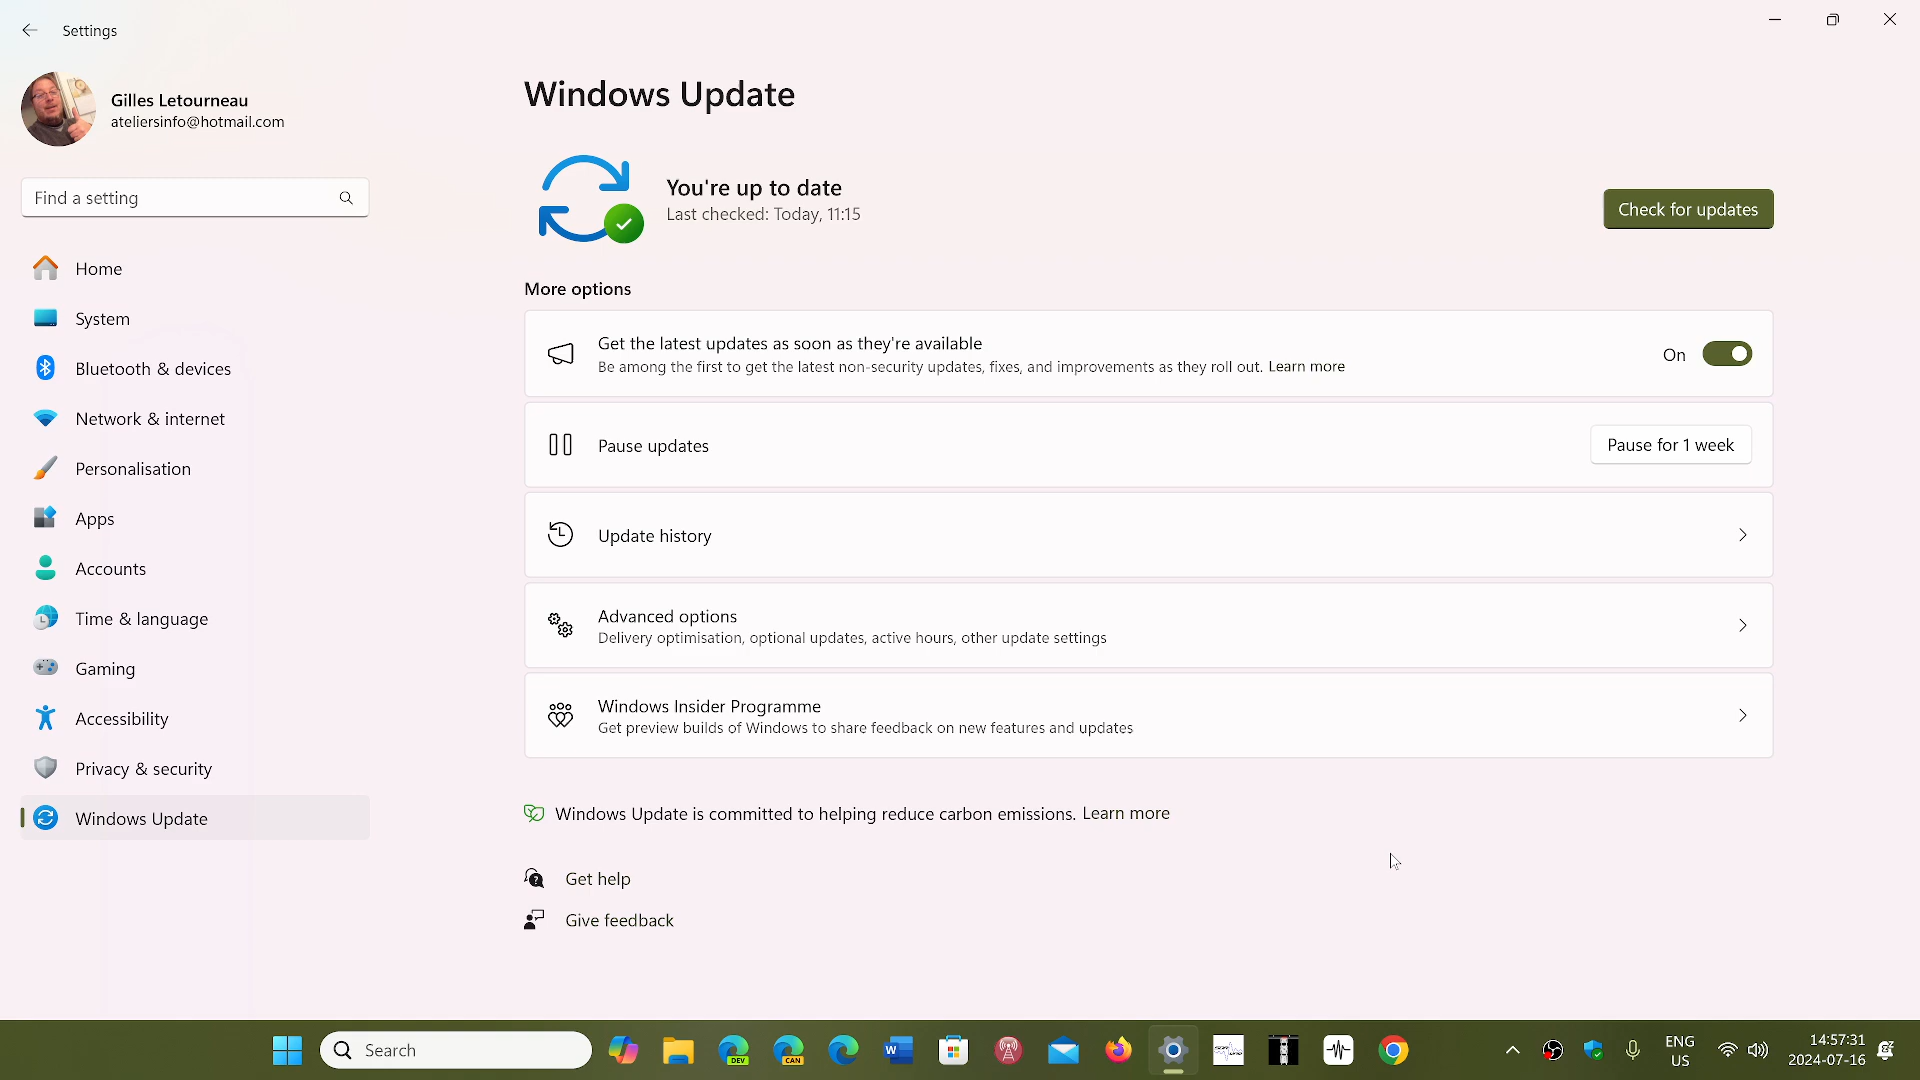 Settings
Gilles Letourneau
ateliersinfo@hotmail.com
Find a setting
Home
System
Bluetooth & devices
Network & internet
Personalisation
Apps
Accounts
Time & language
Gaming
Accessibility
Privacy & security
Windows Update
Windows Update
You're up to date
Last checked: Today, 11:15
Check for updates
More options
Get the latest updates as soon as they're available
Be among the first to get the latest non-security updates, fixes, and improvements as they roll out. Learn more
On
Pause updates
Pause for 1 week
Update history
Advanced options
Delivery optimisation, optional updates, active hours, other update settings
Windows Insider Programme
Get preview builds of Windows to share feedback on new features and updates
Windows Update is committed to helping reduce carbon emissions. Learn more
Get help
Give feedback
Search
DEV
CAN
W
ENG
US
14:57:31
2024-07-16